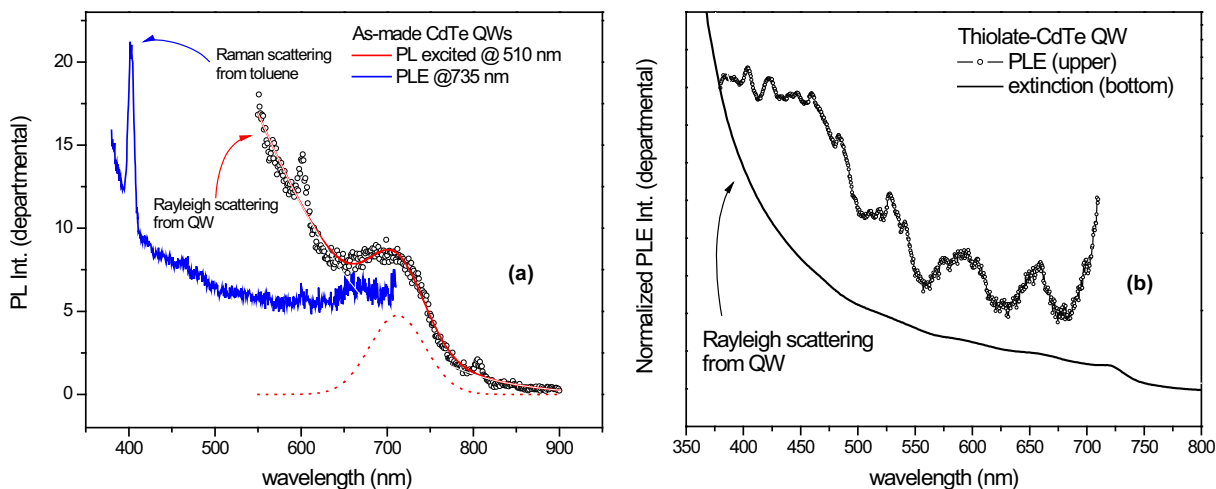 As-made CdTe QWs
PL excited @ 510 nm
PLE @735 nm
Raman scattering
from toluene
Rayleigh scattering
from QW
(a)
PL Int. (departmental)
20
15
10
5
0
400 500 600 700 800 900
wavelength (nm)
Thiolate-CdTe QW
PLE (upper)
extinction (bottom)
Rayleigh scattering
from QW
(b)
Normalized PLE Int. (departmental)
350 400 450 500 550 600 650 700 750 800
wavelength (nm)